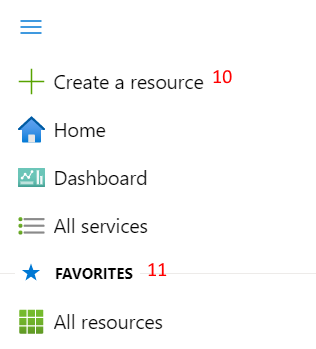 Create a resource 10
Home
Dashboard
All services
FAVORITES 11
All resources